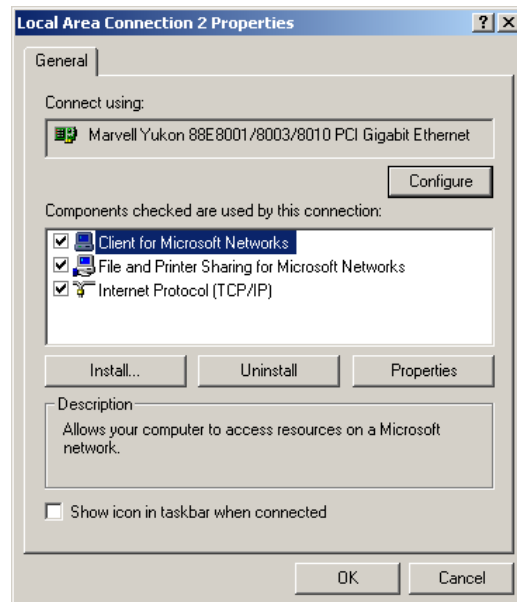 Local Area Connection 2 Properties
General
Connect using:
Marvell Yukon 88E8001/8003/8010 PCI Gigabit Ethernet
Configure
Components checked are used by this connection:
Client for Microsoft Networks
File and Printer Sharing for Microsoft Networks
Internet Protocol (TCP/IP)
Install... Uninstall Properties
Description
Allows your computer to access resources on a Microsoft
network.
Show icon in taskbar when connected
OK Cancel